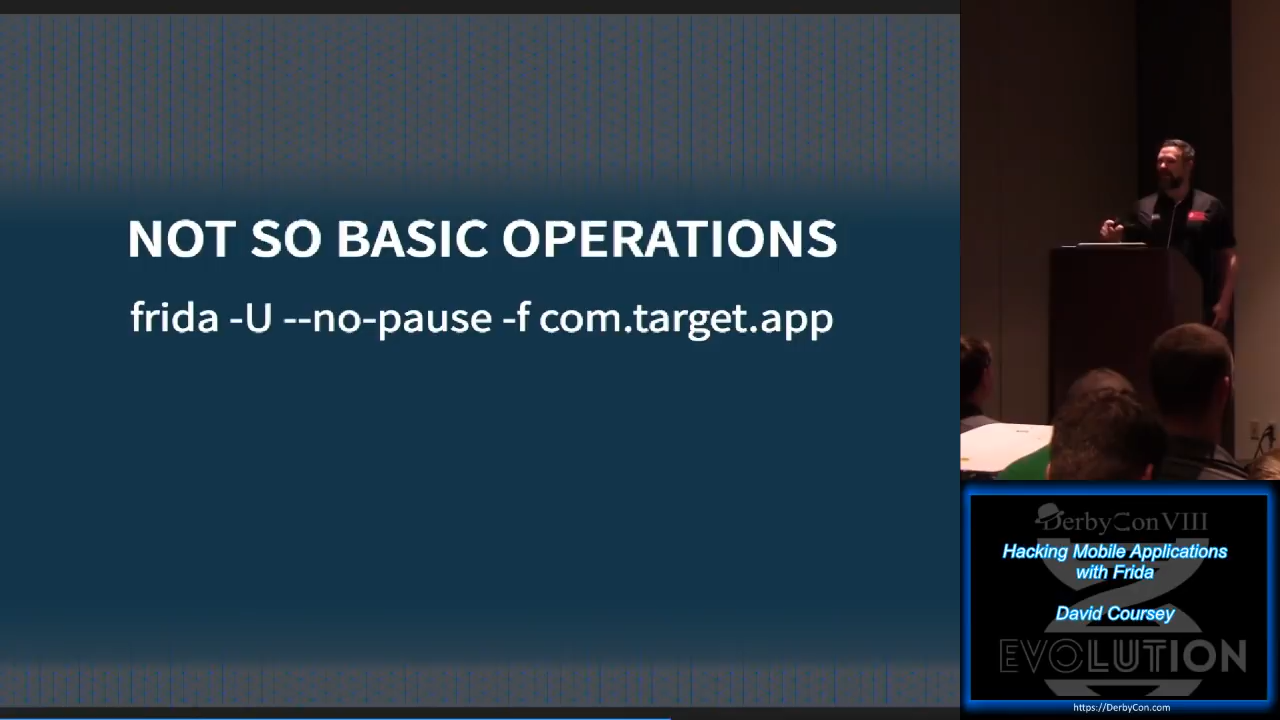 NOT SO BASIC OPERATIONS
frida -U --no-pause -f com.target.app
DerbyCon VIII
Hacking Mobile Applications
with Frida
David Coursey
EVOLUTION
https://DerbyCon.com